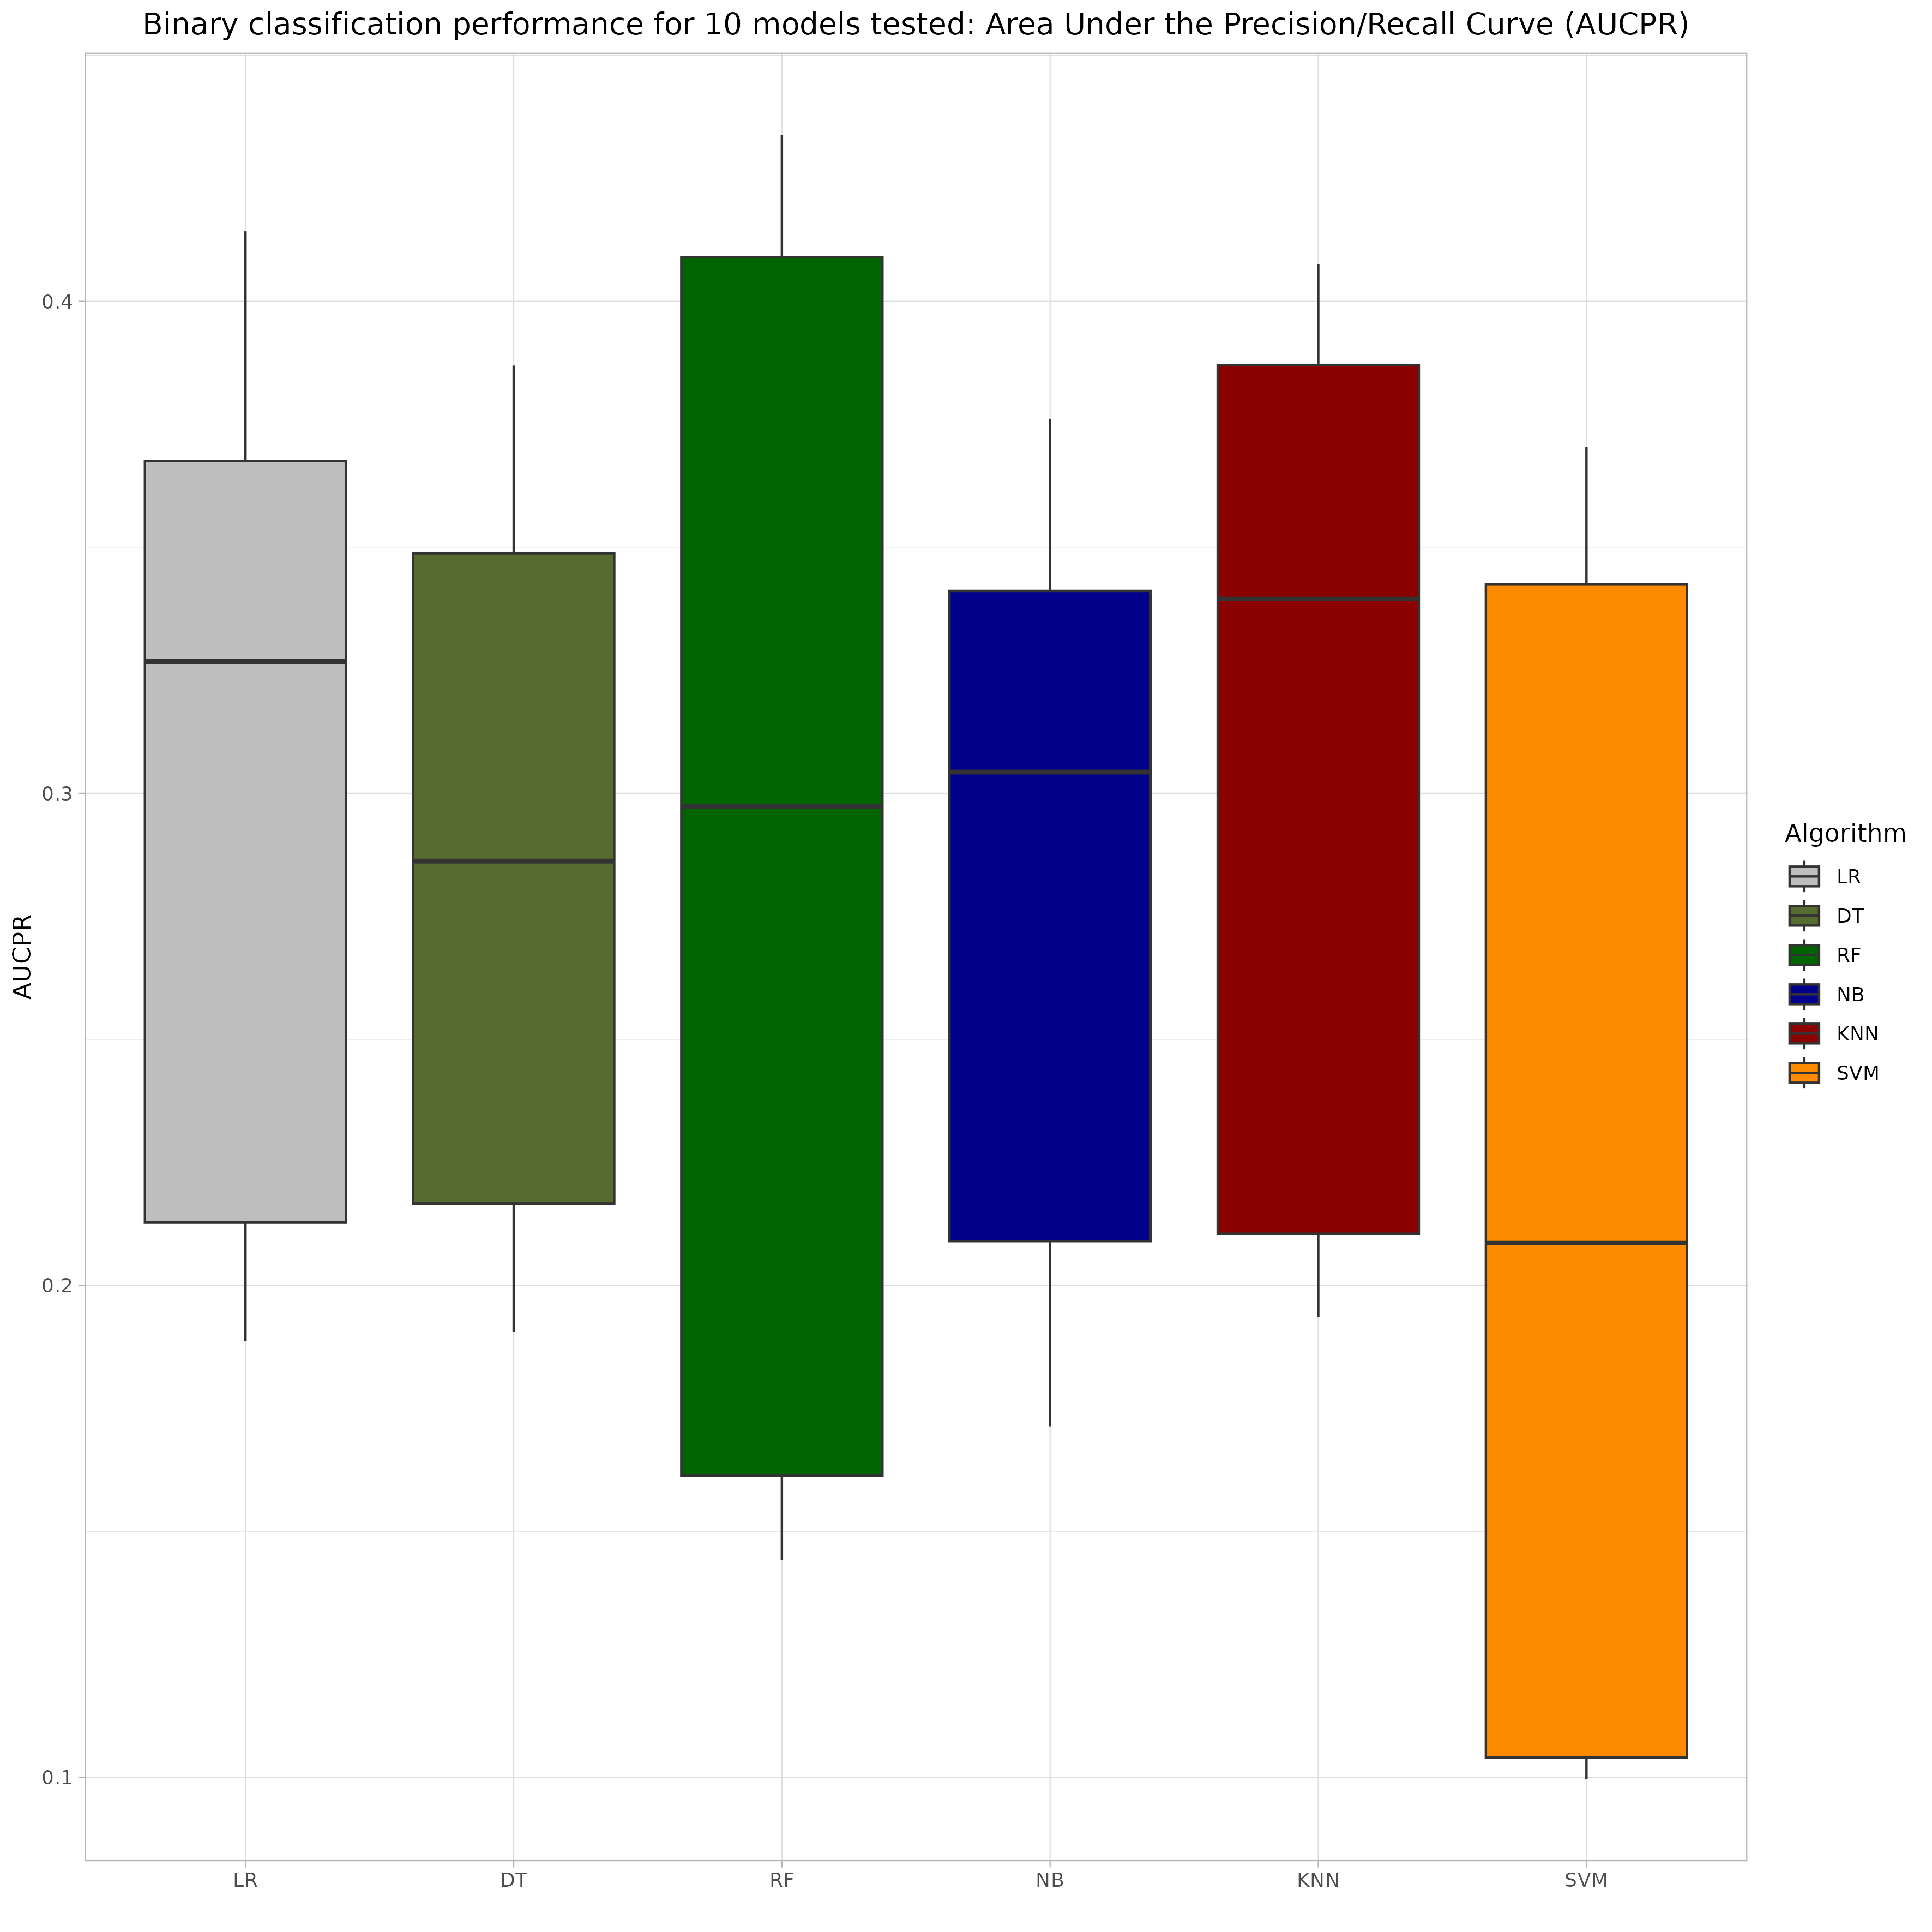 Binary classification performance for 10 models tested: Area Under the Precision/Recall Curve (AUCPR)
AUCPR
0.4
0.3
0.2
0.1
LR DT RF NB KNN SVM
Algorithm
LR
DT
RF
NB
KNN
SVM